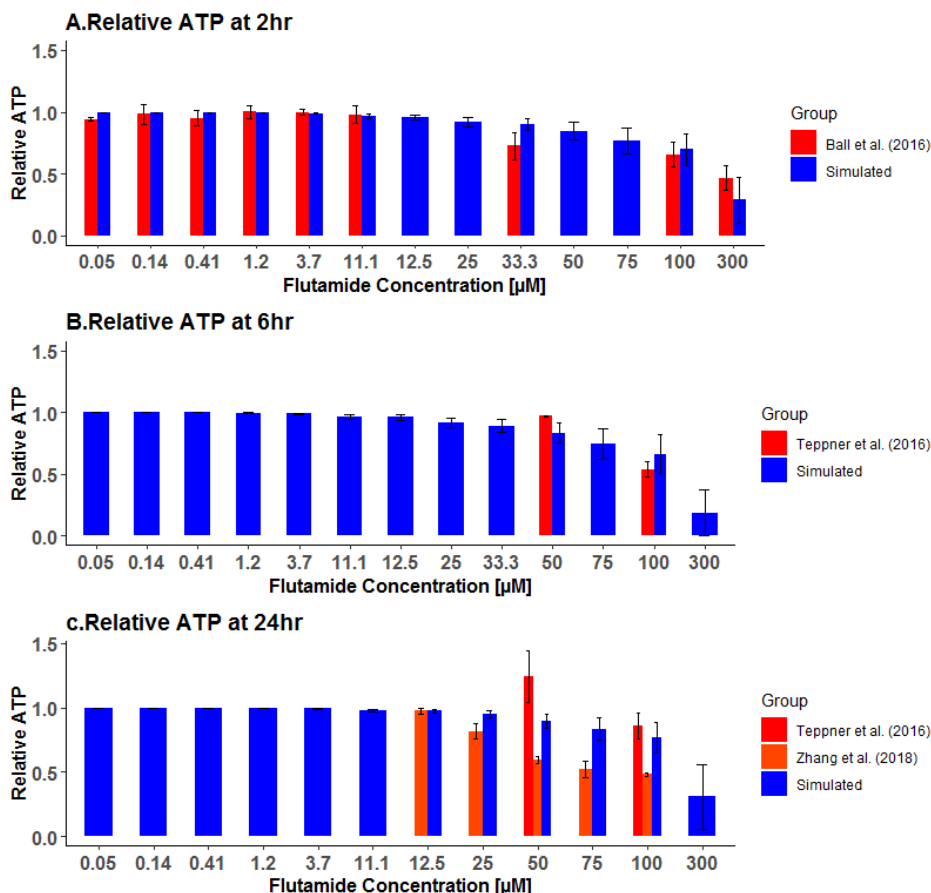 A.Relative ATP at 2hr
1.5
1.0
0.5
0.0
Relative ATP
0.05 0.14 0.41 1.2 3.7 11.1 12.5 25 33.3 50 75 100 300
Flutamide Concentration [µM]
Group
Ball et al. (2016)
Simulated
B.Relative ATP at 6hr
1.5
1.0
0.5
0.0
Relative ATP
0.05 0.14 0.41 1.2 3.7 11.1 12.5 25 33.3 50 75 100 300
Flutamide Concentration [µM]
Group
Teppner et al. (2016)
Simulated
c.Relative ATP at 24hr
1.5
1.0
0.5
0.0
Relative ATP
0.05 0.14 0.41 1.2 3.7 11.1 12.5 25 50 75 100 300
Flutamide Concentration [µM]
Group
Teppner et al. (2016)
Zhang et al. (2018)
Simulated